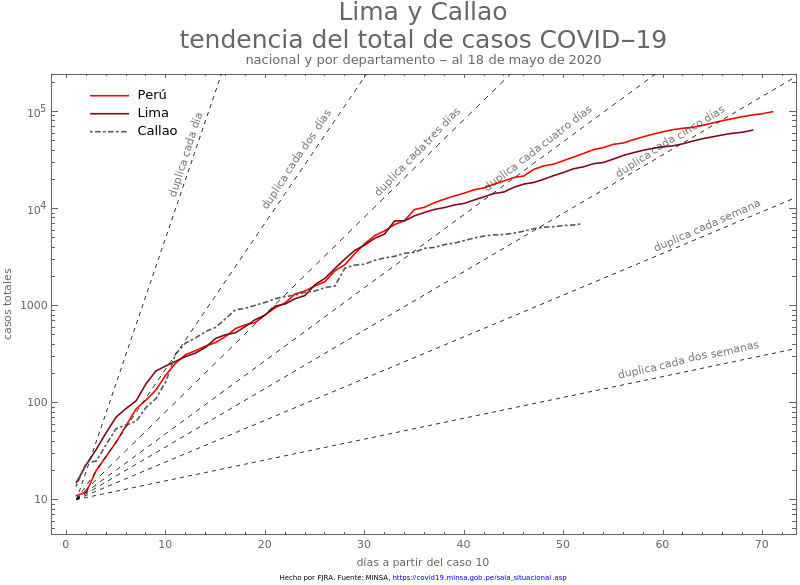 Lima y Callao
tendencia del total de casos COVID–19
nacional y por departamento – al 18 de mayo de 2020
Perú
Lima
Callao
duplica cada día
duplica cada dos días
duplica cada tres días
duplica cada cuatro días
duplica cada cinco días
duplica cada semana
duplica cada dos semanas
casos totales
10^5
10^4
1000
100
10
0 10 20 30 40 50 60 70
días a partir del caso 10
Hecho por FJRA. Fuente: MINSA, https://covid19.minsa.gob.pe/sala_situacional.asp